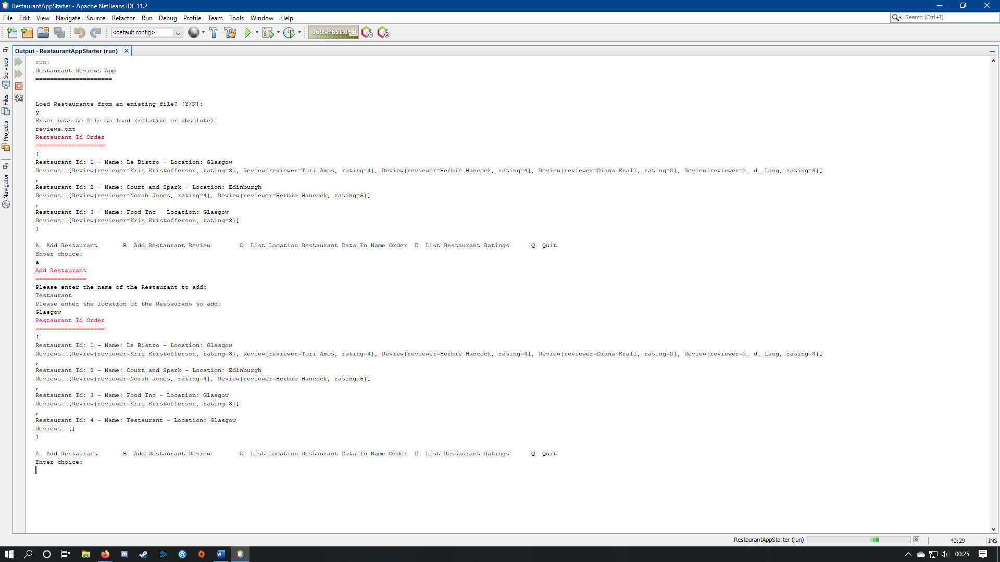 RestaurantAppStarter - Apache NetBeans IDE 11.2
File Edit View Navigate Source Refactor Run Debug Profile Team Tools Window Help
Search (Ctrl+I)
<default config>
169.4/651.0MB
Output - RestaurantAppStarter (run)
Services
Files
Projects
Navigator
run:
Restaurant Reviews App
=====================
Load Restaurants from an existing file? [Y/N]:
y
Enter path to file to load (relative or absolute):
reviews.txt
Restaurant Id Order
===================
[
Restaurant Id: 1 - Name: Le Bistro - Location: Glasgow
Reviews: [Review{reviewer=Kris Kristofferson, rating=3}, Review{reviewer=Tori Amos, rating=4}, Review{reviewer=Herbie Hancock, rating=4}, Review{reviewer=Diana Krall, rating=2}, Review{reviewer=k. d. Lang, rating=3}]
,
Restaurant Id: 2 - Name: Court and Spark - Location: Edinburgh
Reviews: [Review{reviewer=Norah Jones, rating=4}, Review{reviewer=Herbie Hancock, rating=5}]
,
Restaurant Id: 3 - Name: Food Inc - Location: Glasgow
Reviews: [Review{reviewer=Kris Kristofferson, rating=3}]
]
A. Add Restaurant B. Add Restaurant Review C. List Location Restaurant Data In Name Order D. List Restaurant Ratings Q. Quit
Enter choice:
a
Add Restaurant
==============
Please enter the name of the Restaurant to add:
Testaurant
Please enter the location of the Restaurant to add:
Glasgow
Restaurant Id Order
===================
[
Restaurant Id: 1 - Name: Le Bistro - Location: Glasgow
Reviews: [Review{reviewer=Kris Kristofferson, rating=3}, Review{reviewer=Tori Amos, rating=4}, Review{reviewer=Herbie Hancock, rating=4}, Review{reviewer=Diana Krall, rating=2}, Review{reviewer=k. d. Lang, rating=3}]
,
Restaurant Id: 2 - Name: Court and Spark - Location: Edinburgh
Reviews: [Review{reviewer=Norah Jones, rating=4}, Review{reviewer=Herbie Hancock, rating=5}]
,
Restaurant Id: 3 - Name: Food Inc - Location: Glasgow
Reviews: [Review{reviewer=Kris Kristofferson, rating=3}]
,
Restaurant Id: 4 - Name: Testaurant - Location: Glasgow
Reviews: []
]
A. Add Restaurant B. Add Restaurant Review C. List Location Restaurant Data In Name Order D. List Restaurant Ratings Q. Quit
Enter choice:
RestaurantAppStarter (run)
40:29
INS
00:25